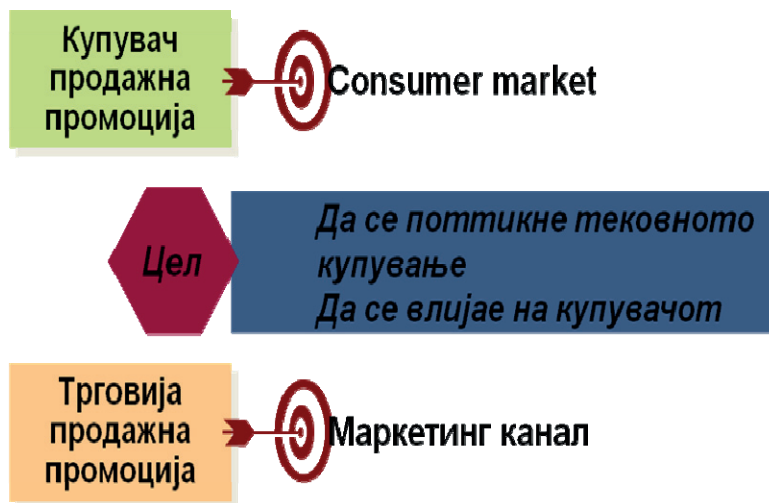 Купувач
продажна
промоција
Consumer market
Цел
Да се поттикне тековното
купување
Да се влијае на купувачот
Трговија
продажна
промоција
Маркетинг канал